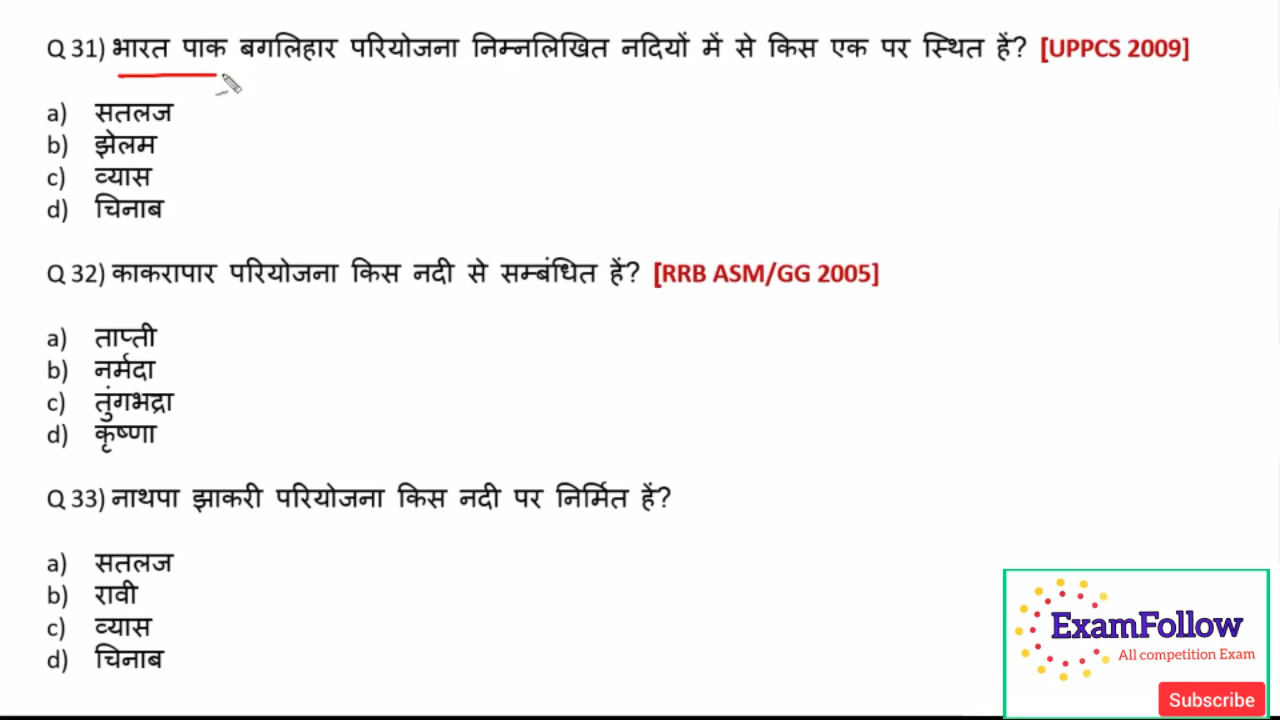 Q 31) भारत पाक बगलिहार परियोजना निम्नलिखित नदियों में से किस एक पर स्थित हें? [UPPCS 2009]
a) सतलज
b) झेलम
c) व्यास
d) चिनाब
Q 32) काकरापार परियोजना किस नदी से सम्बंधित हें? [RRB ASM/GG 2005]
a) ताप्ती
b) नर्मदा
c) तुंगभद्रा
d) कृष्णा
Q 33) नाथपा झाकरी परियोजना किस नदी पर निर्मित हें?
a) सतलज
b) रावी
c) व्यास
d) चिनाब
ExamFollow
All competition Exam
Subscribe